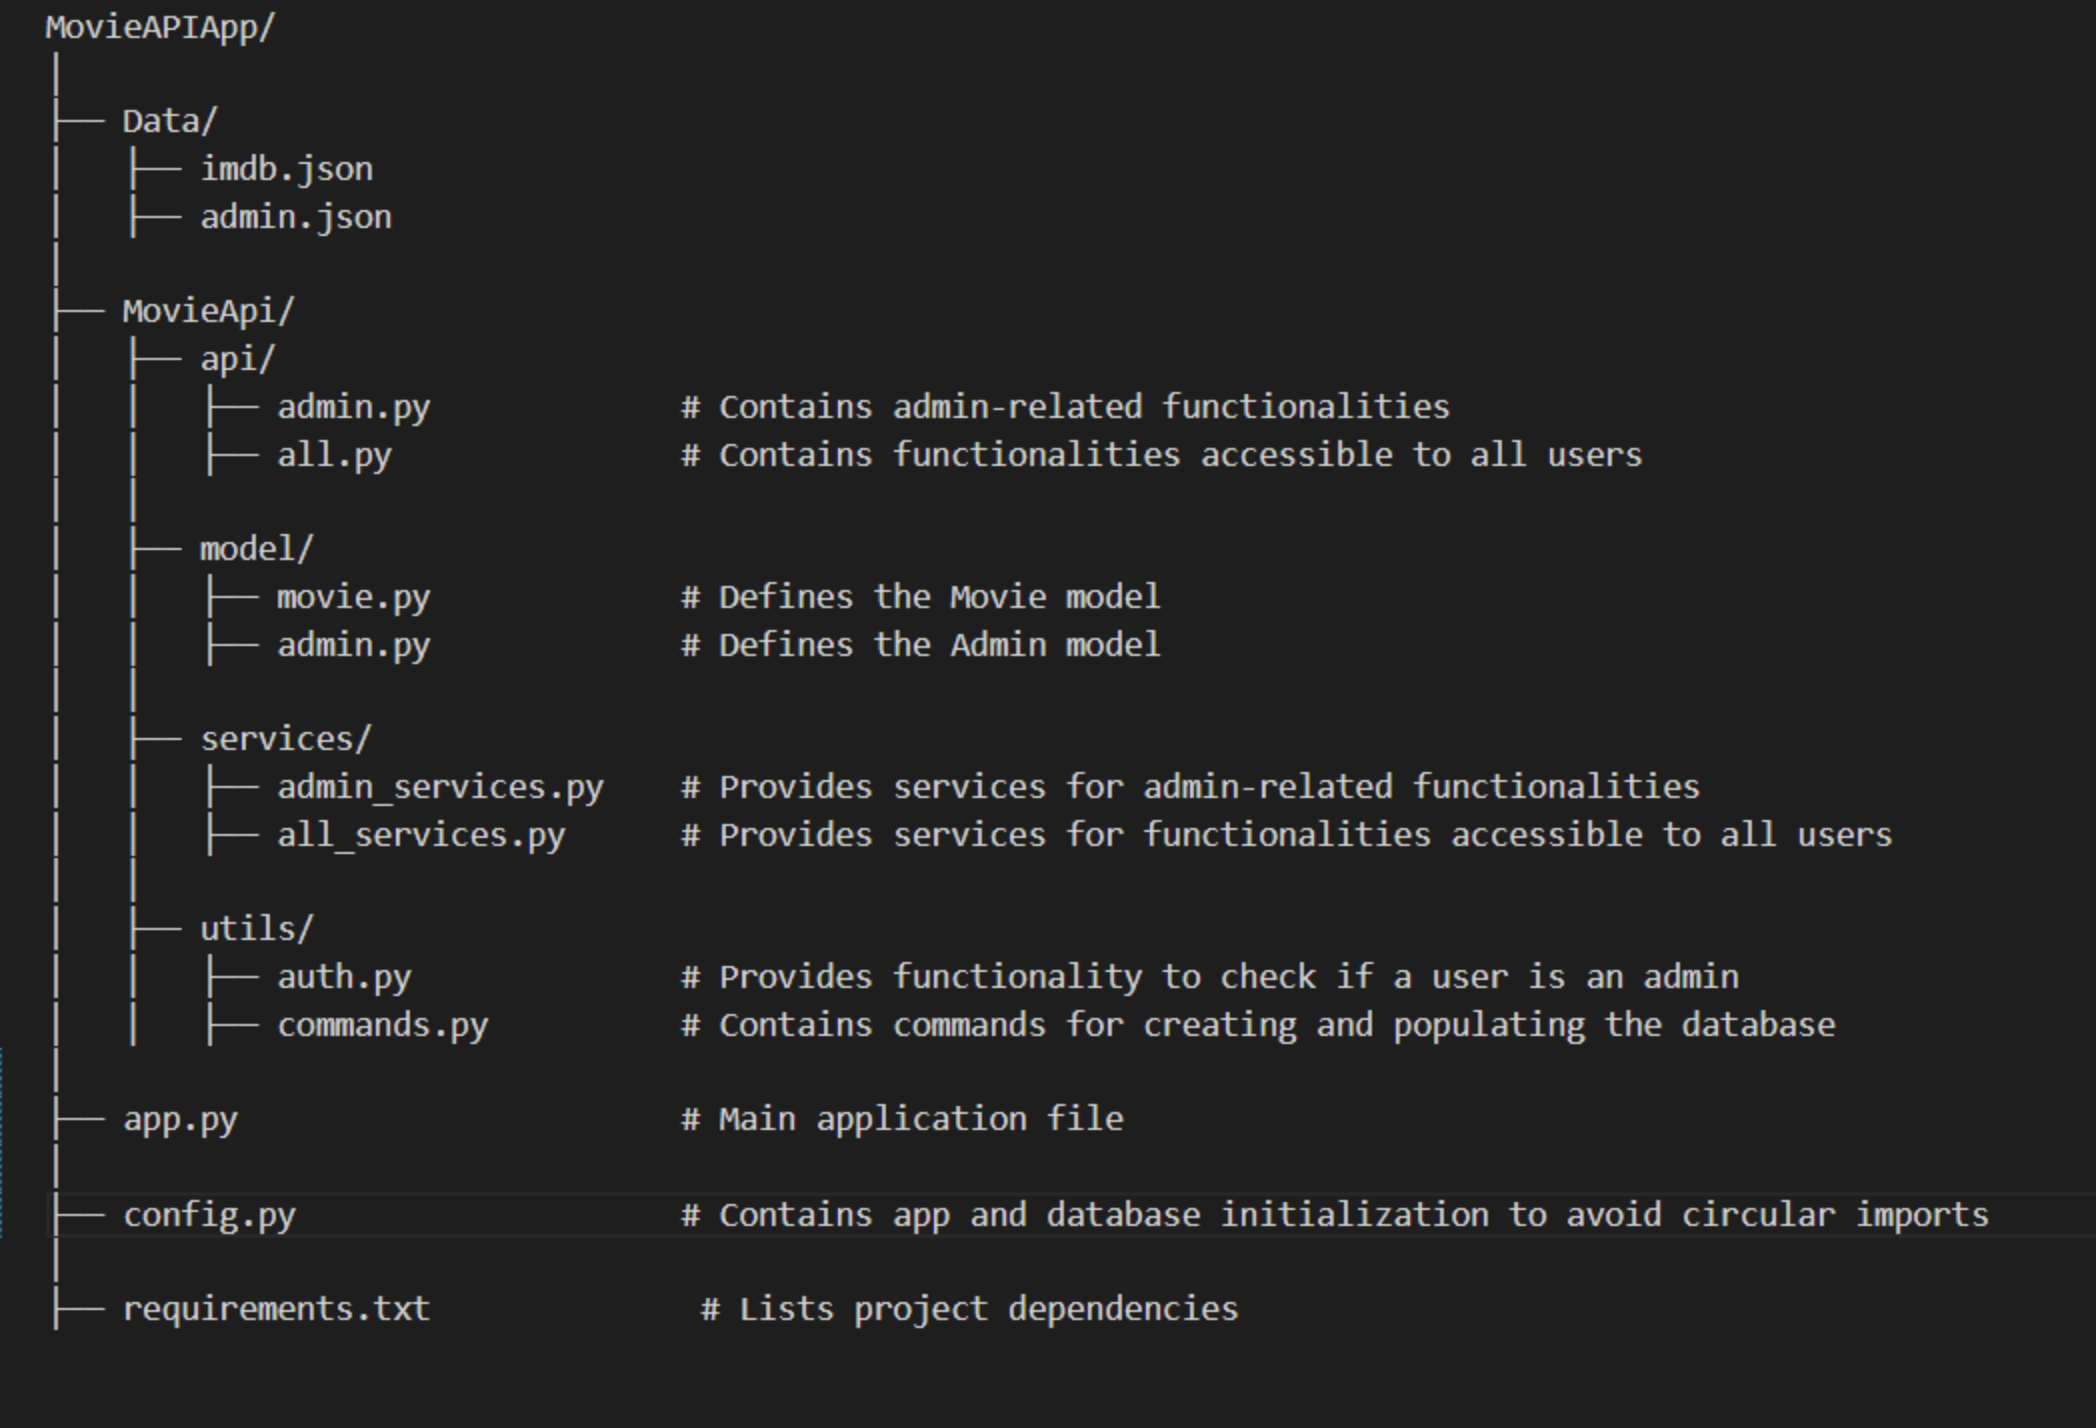 MovieAPIApp/
│
├── Data/
│   ├── imdb.json
│   ├── admin.json
│
├── MovieApi/
│   ├── api/
│   │   ├── admin.py             # Contains admin-related functionalities
│   │   ├── all.py               # Contains functionalities accessible to all users
│   │
│   ├── model/
│   │   ├── movie.py             # Defines the Movie model
│   │   ├── admin.py             # Defines the Admin model
│   │
│   ├── services/
│   │   ├── admin_services.py    # Provides services for admin-related functionalities
│   │   ├── all_services.py      # Provides services for functionalities accessible to all users
│   │
│   ├── utils/
│   │   ├── auth.py              # Provides functionality to check if a user is an admin
│   │   ├── commands.py          # Contains commands for creating and populating the database
│
├── app.py                       # Main application file
│
├── config.py                    # Contains app and database initialization to avoid circular imports
│
├── requirements.txt              # Lists project dependencies